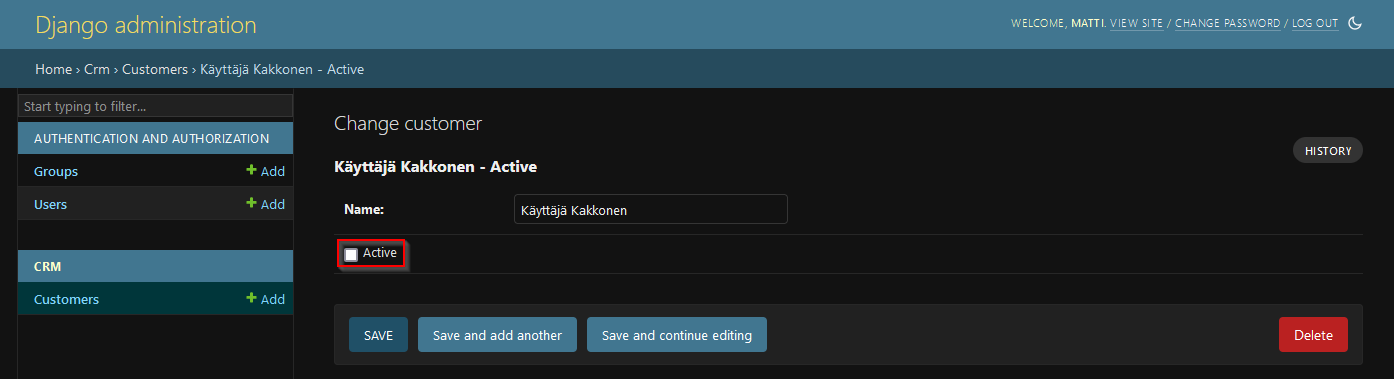 Django administration
WELCOME, MATTI. VIEW SITE / CHANGE PASSWORD / LOG OUT
Home › Crm › Customers › Käyttäjä Kakkonen - Active
Start typing to filter...
AUTHENTICATION AND AUTHORIZATION
Groups + Add
Users + Add
CRM
Customers + Add
Change customer
HISTORY
Käyttäjä Kakkonen - Active
Name: Käyttäjä Kakkonen
Active
SAVE Save and add another Save and continue editing Delete